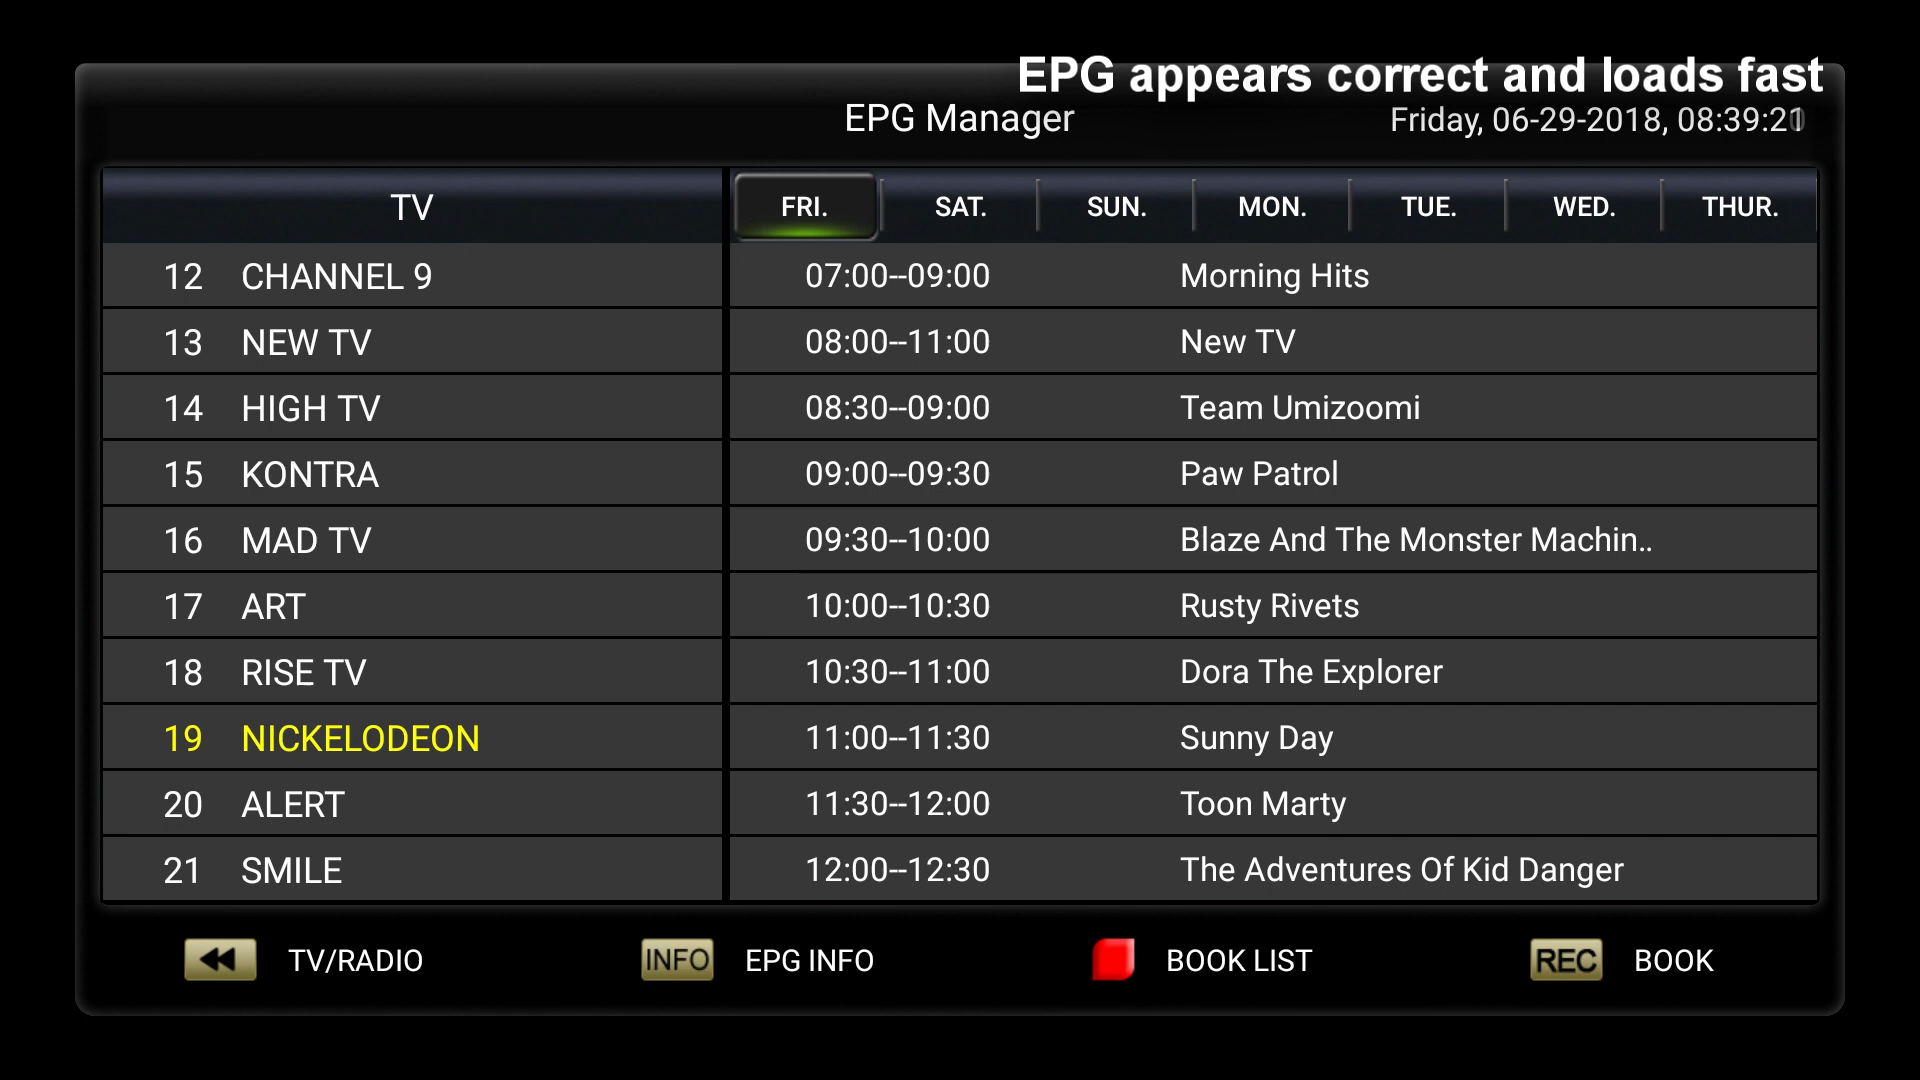 EPG appears correct and loads fast
EPG Manager
Friday, 06-29-2018,
TV
FRI. SAT. SUN. MON. TUE. WED. THUR.
12 CHANNEL 9 07:00--09:00 Morning Hits
13 NEW TV 08:00--11:00 New TV
14 HIGH TV 08:30--09:00 Team Umizoomi
15 KONTRA 09:00--09:30 Paw Patrol
16 MAD TV 09:30--10:00 Blaze And The Monster Machin..
17 ART 10:00--10:30 Rusty Rivets
18 RISE TV 10:30--11:00 Dora The Explorer
19 NICKELODEON 11:00--11:30 Sunny Day
20 ALERT 11:30--12:00 Toon Marty
21 SMILE 12:00--12:30 The Adventures Of Kid Danger
TV/RADIO
INFO EPG INFO
BOOK LIST
REC BOOK